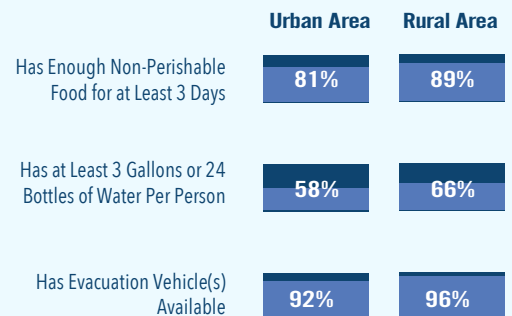 Urban Area Rural Area
Has Enough Non-Perishable
Food for at Least 3 Days
81% 89%
Has at Least 3 Gallons or 24
Bottles of Water Per Person
58% 66%
Has Evacuation Vehicle(s)
Available
92% 96%